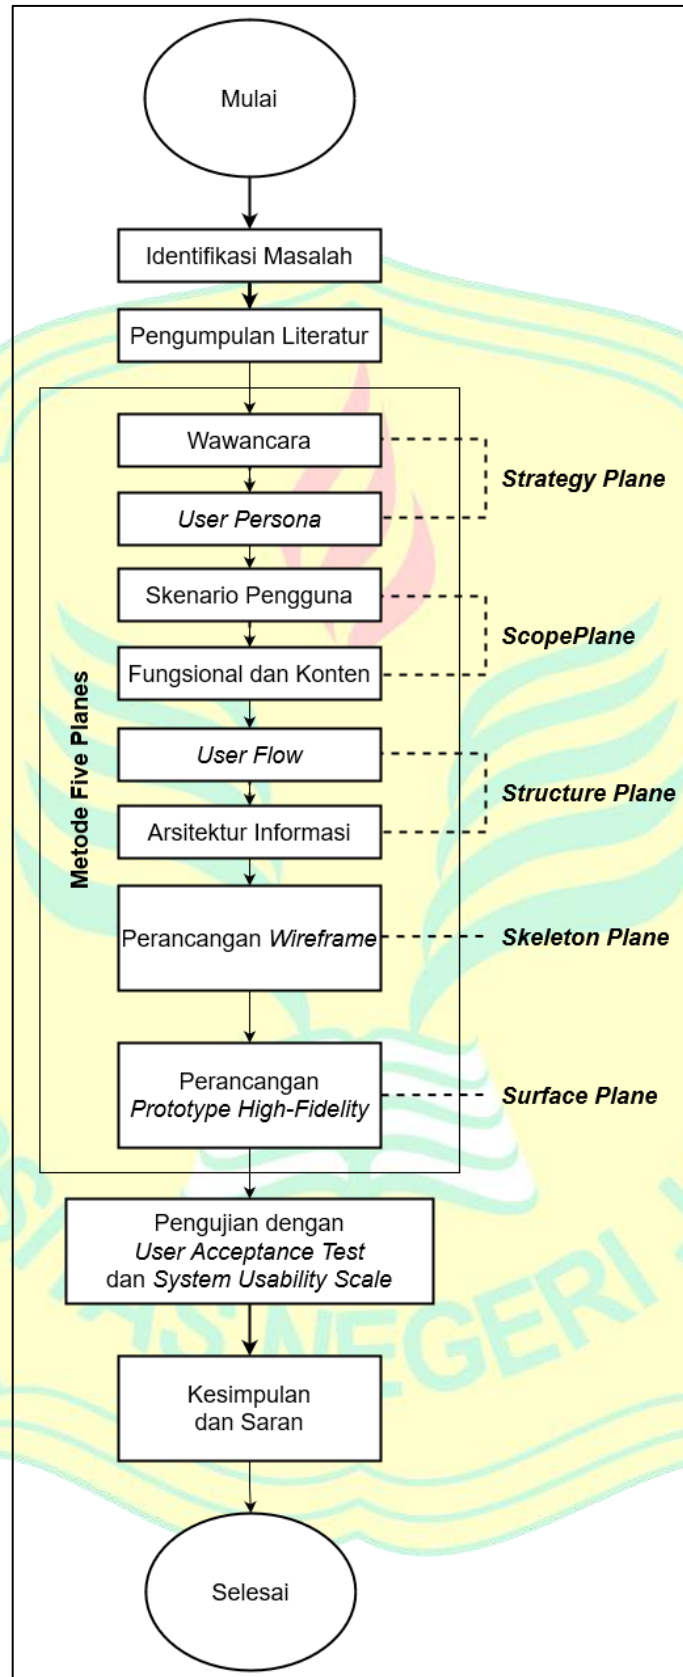 Mulai
Identifikasi Masalah
Pengumpulan Literatur
Metode Five Planes
Wawancara
Strategy Plane
User Persona
Skenario Pengguna
ScopePlane
Fungsional dan Konten
User Flow
Structure Plane
Arsitektur Informasi
Perancangan Wireframe
Skeleton Plane
Perancangan
Prototype High-Fidelity
Surface Plane
Pengujian dengan
User Acceptance Test
dan System Usability Scale
Kesimpulan
dan Saran
Selesai
NEGERI